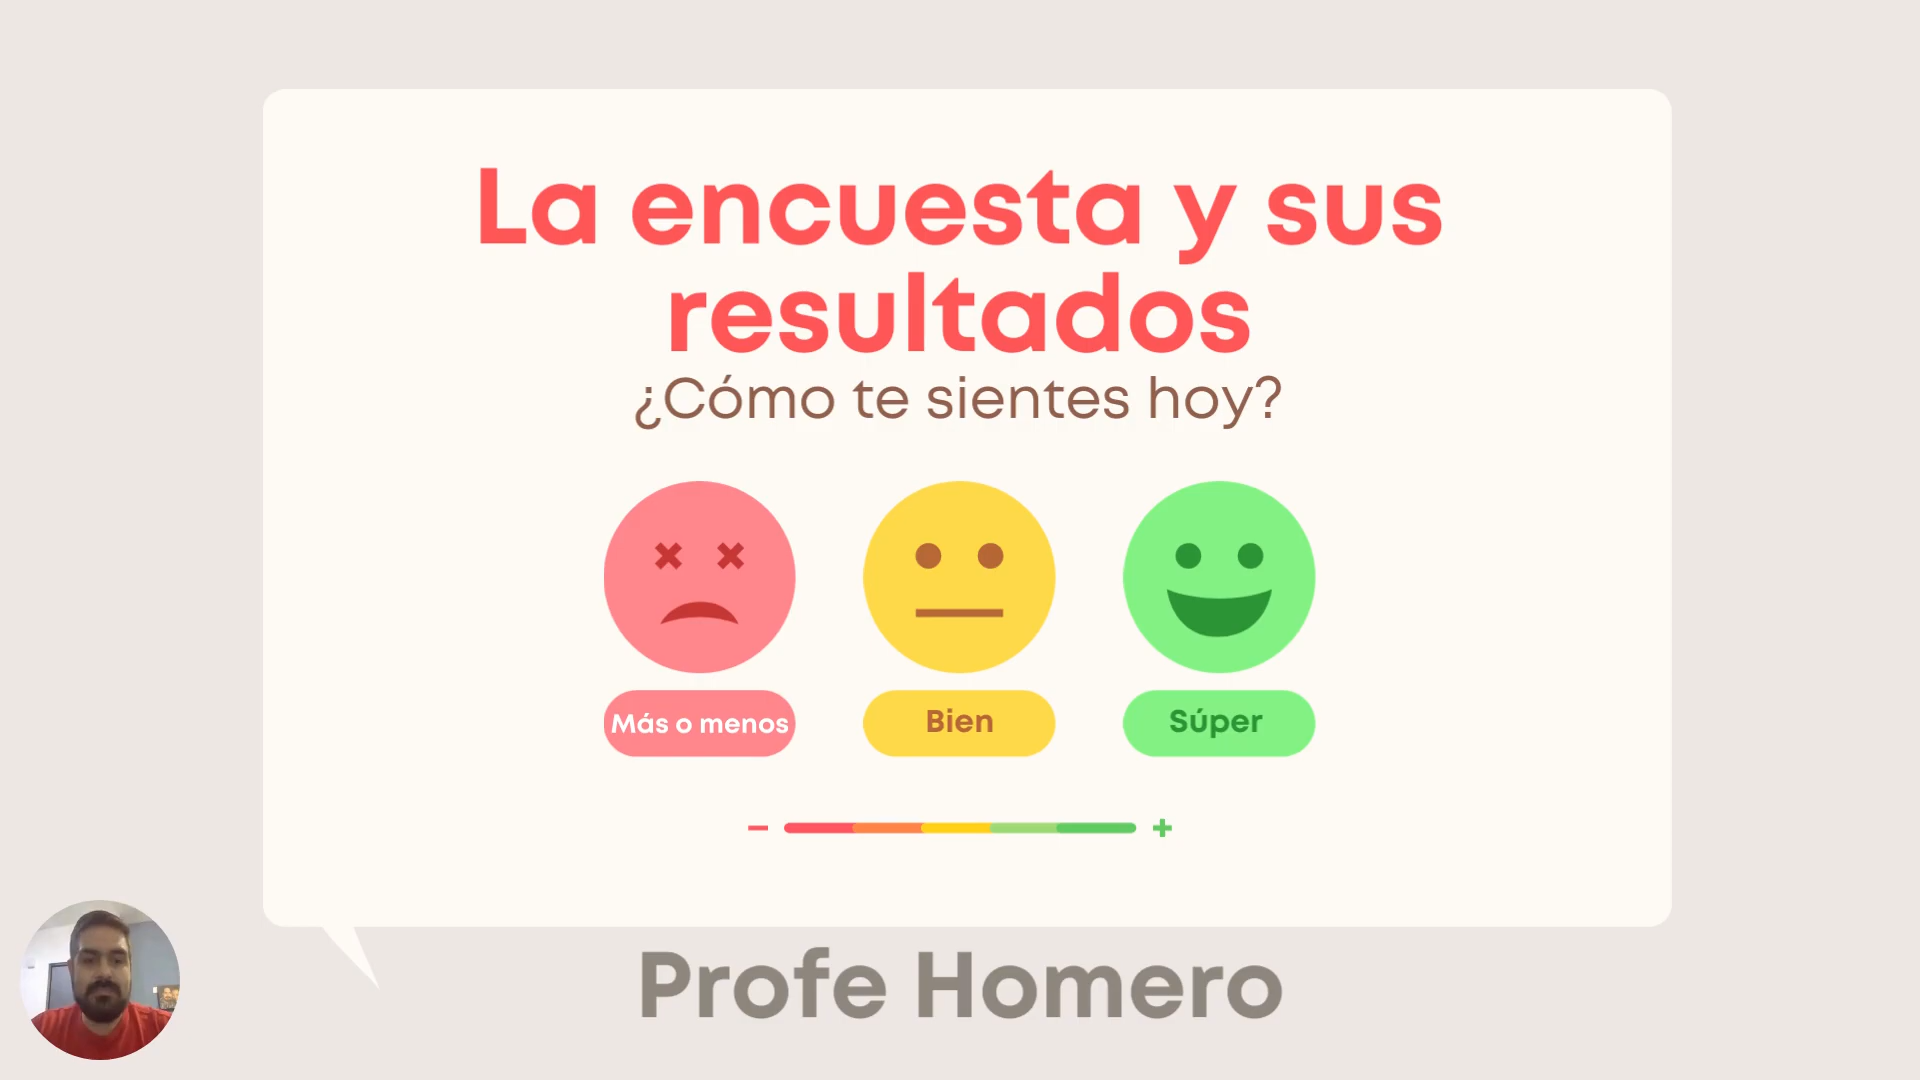 La encuesta y sus
resultados
¿Cómo te sientes hoy?
Más o menos
Bien
Súper
Profe Homero